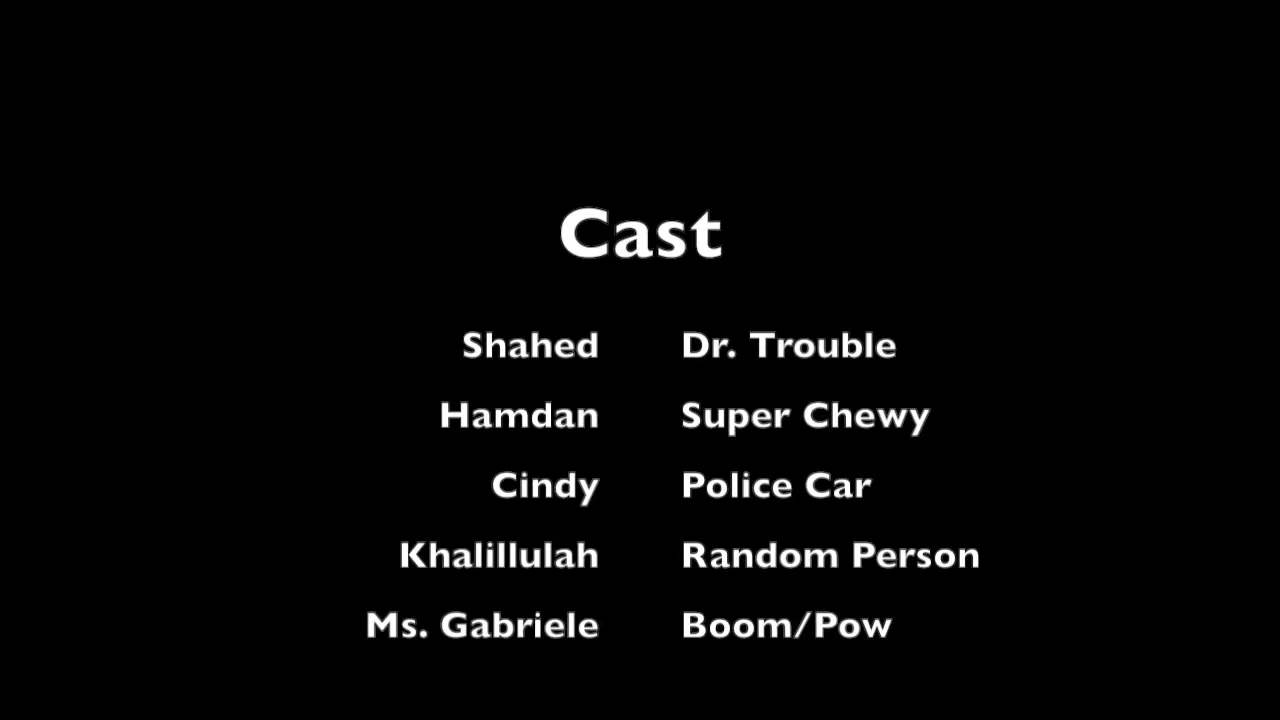 Cast
Shahed Dr. Trouble
Hamdan Super Chewy
Cindy Police Car
Khalillulah Random Person
Ms. Gabriele Boom/Pow